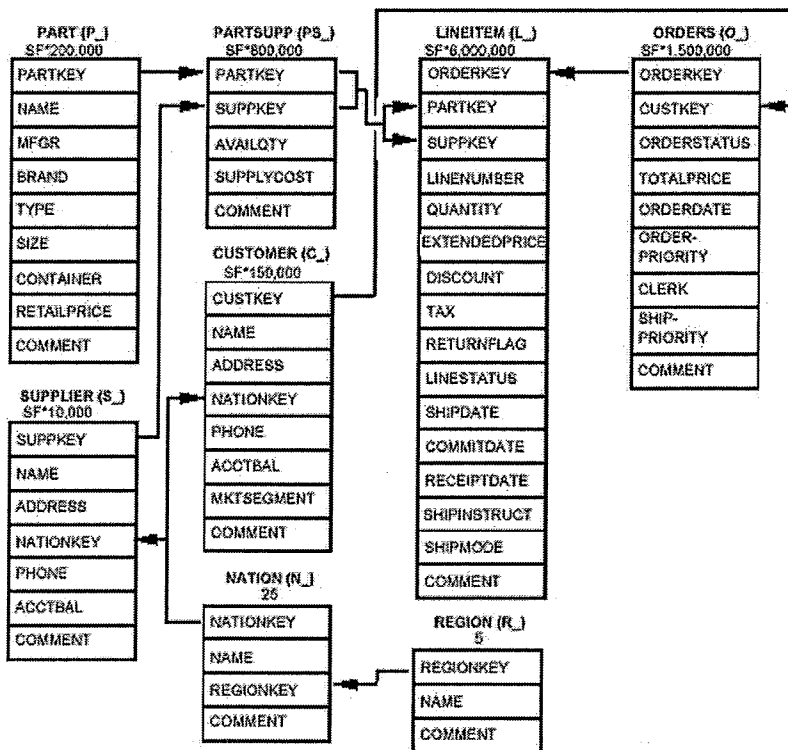 PART (P_)
SF*200,000
PARTKEY
NAME
MFGR
BRAND
TYPE
SIZE
CONTAINER
RETAILPRICE
COMMENT
SUPPLIER (S_)
SF*10,000
SUPPKEY
NAME
ADDRESS
NATIONKEY
PHONE
ACCTBAL
COMMENT
PARTSUPP (PS_)
SF*800,000
PARTKEY
SUPPKEY
AVAILQTY
SUPPLYCOST
COMMENT
CUSTOMER (C_)
SF*150,000
CUSTKEY
NAME
ADDRESS
NATIONKEY
PHONE
ACCTBAL
MKTSEGMENT
COMMENT
NATION (N_)
25
NATIONKEY
NAME
REGIONKEY
COMMENT
LINEITEM (L_)
SF*6,000,000
ORDERKEY
PARTKEY
SUPPKEY
LINENUMBER
QUANTITY
EXTENDEDPRICE
DISCOUNT
TAX
RETURNFLAG
LINESTATUS
SHIPDATE
COMMITDATE
RECEIPTDATE
SHIPINSTRUCT
SHIPMODE
COMMENT
REGION (R_)
5
REGIONKEY
NAME
COMMENT
ORDERS (O_)
SF*1,500,000
ORDERKEY
CUSTKEY
ORDERSTATUS
TOTALPRICE
ORDERDATE
ORDER-
PRIORITY
CLERK
SHIP-
PRIORITY
COMMENT